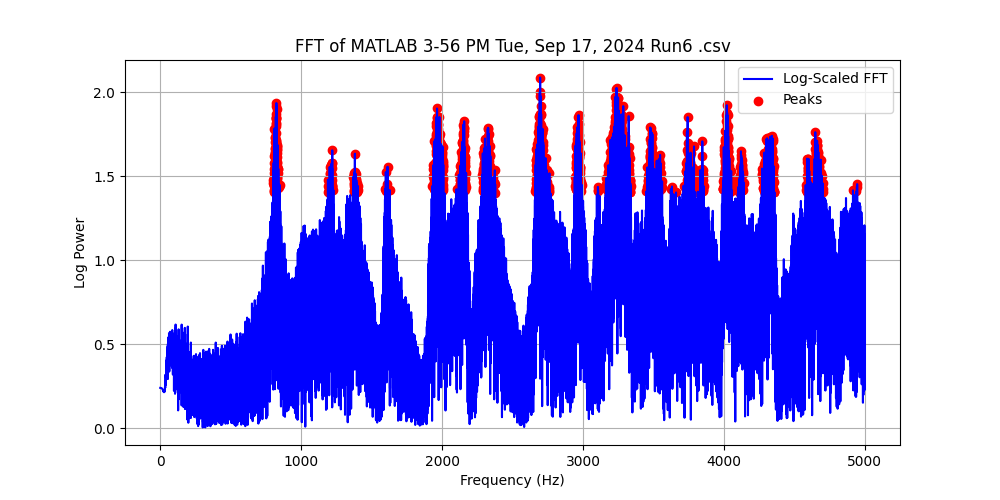 FFT of MATLAB 3-56 PM Tue, Sep 17, 2024 Run6 .csv
Log-Scaled FFT
Peaks
2.0
1.5
1.0
0.5
0.0
Log Power
0 1000 2000 3000 4000 5000
Frequency (Hz)